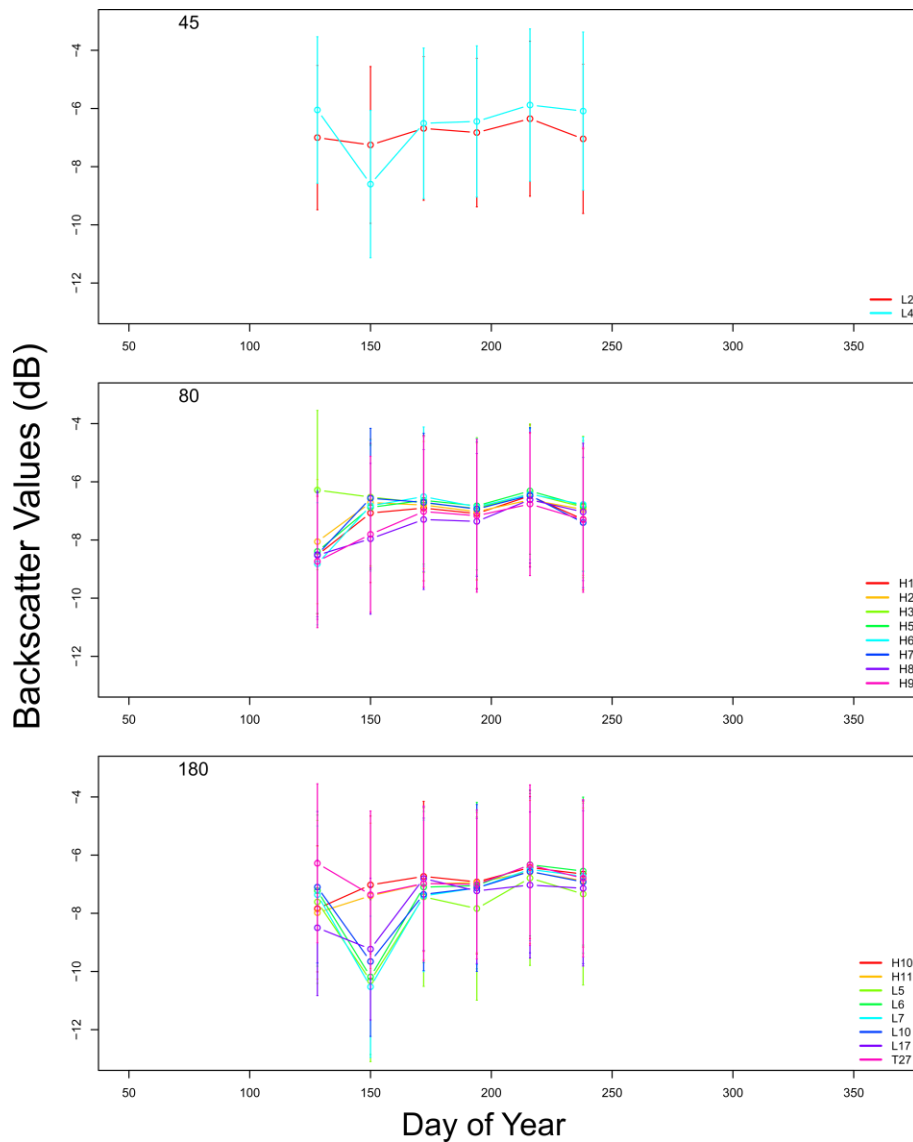 45
-4
-6
-8
-10
-12
L2
L4
50 100 150 200 250 300 350
80
-4
-6
-8
-10
-12
H1
H2
H3
H5
H6
H7
H8
H9
50 100 150 200 250 300 350
180
-4
-6
-8
-10
-12
H10
H11
L5
L6
L7
L10
L17
T27
50 100 150 200 250 300 350
Backscatter Values (dB)
Day of Year